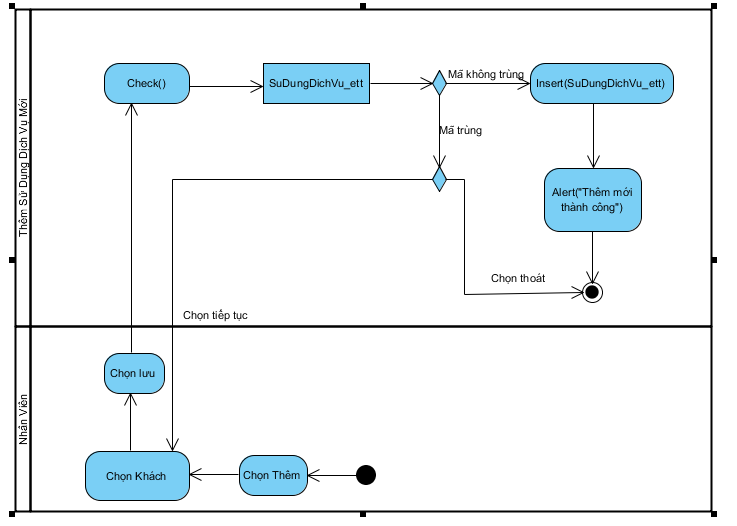 Thêm Sử Dụng Dịch Vụ Mới
Check()
SuDungDichVu_ett
Mã không trùng
Insert(SuDungDichVu_ett)
Mã trùng
Alert("Thêm mới
thành công")
Chọn thoát
Chọn tiếp tục
Nhân Viên
Chọn lưu
Chọn Khách
Chọn Thêm